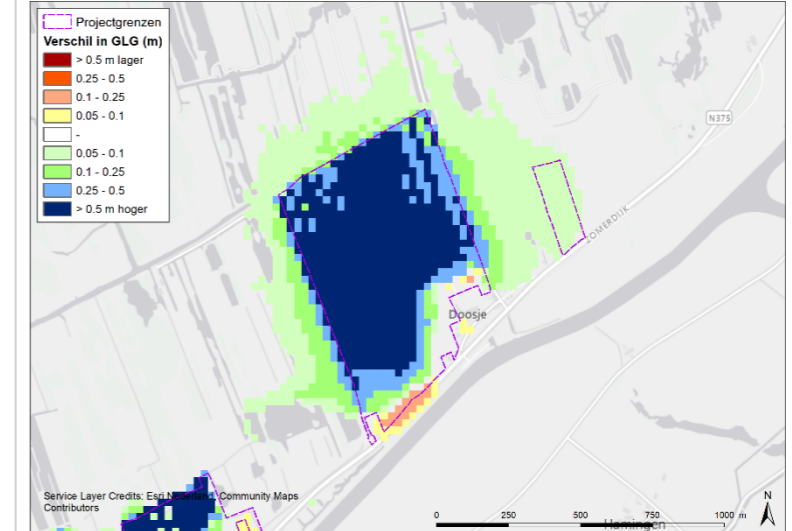 Projectgrenzen
Verschil in GLG (m)
> 0.5 m lager
0.25 - 0.5
0.1 - 0.25
0.05 - 0.1
-
0.05 - 0.1
0.1 - 0.25
0.25 - 0.5
> 0.5 m hoger
N375
ZOMERDIJK
Doosje
Service Layer Credits: Esri Nederland, Community Maps
Contributors
0 250 500 750 1000 m
N